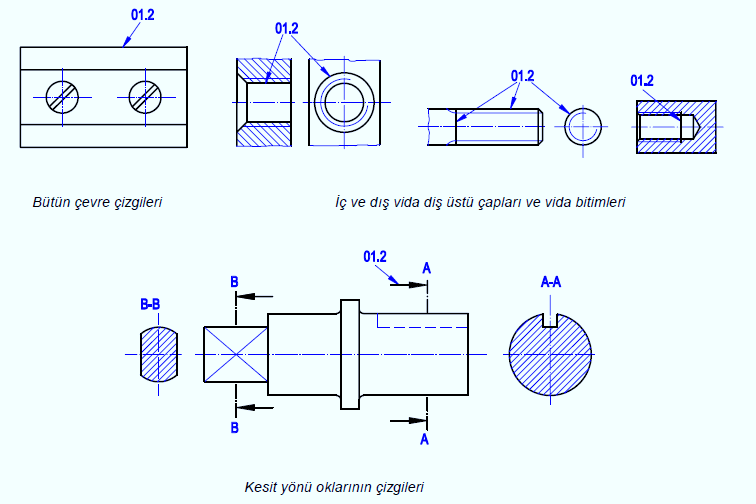 01.2
01.2
01.2
01.2
Bütün çevre çizgileri
İç ve dış vida diş üstü çapları ve vida bitimleri
01.2
B
A
B-B
A-A
B
A
Kesit yönü oklarının çizgileri